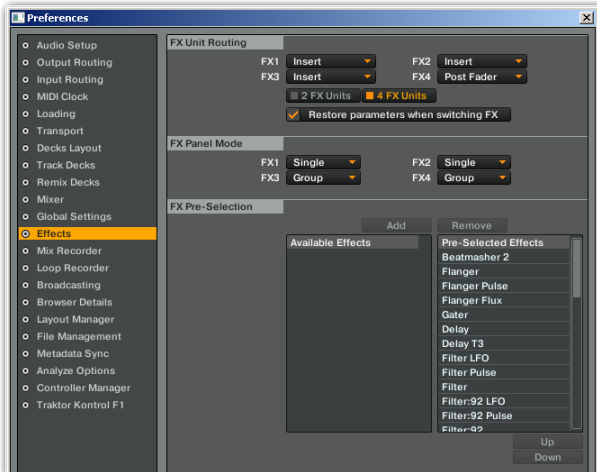 Preferences
Audio Setup
Output Routing
Input Routing
MIDI Clock
Loading
Transport
Decks Layout
Track Decks
Remix Decks
Mixer
Global Settings
Effects
Mix Recorder
Loop Recorder
Broadcasting
Browser Details
Layout Manager
File Management
Metadata Sync
Analyze Options
Controller Manager
Traktor Kontrol F1
FX Unit Routing
FX1 Insert FX2 Insert
FX3 Insert FX4 Post Fader
2 FX Units 4 FX Units
Restore parameters when switching FX
FX Panel Mode
FX1 Single FX2 Single
FX3 Group FX4 Group
FX Pre-Selection
Add Remove
Available Effects
Pre-Selected Effects
Beatmasher 2
Flanger
Flanger Pulse
Flanger Flux
Gater
Delay
Delay T3
Filter LFO
Filter Pulse
Filter
Filter:92 LFO
Filter:92 Pulse
Filter:92
Up
Down